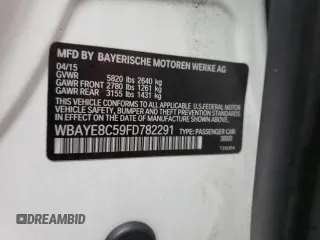 MFD BY BAYERISCHE MOTOREN WERKE AG
04/15
GVWR 5820 lbs 2640 kg
GAWR FRONT 2780 lbs 1261 kg
GAWR REAR 3155 lbs 1431 kg
THIS VEHICLE CONFORMS TO ALL APPLICABLE
U.S. FEDERAL MOTOR VEHICLE SAFETY, BUMPER, AND
THEFT PREVENTION STANDARDS IN EFFECT ON THE
DATE OF MANUFACTURE SHOWN ABOVE.
WBAYE8C59FD782291 TYPE: PASSENGER CAR
DREAMBID